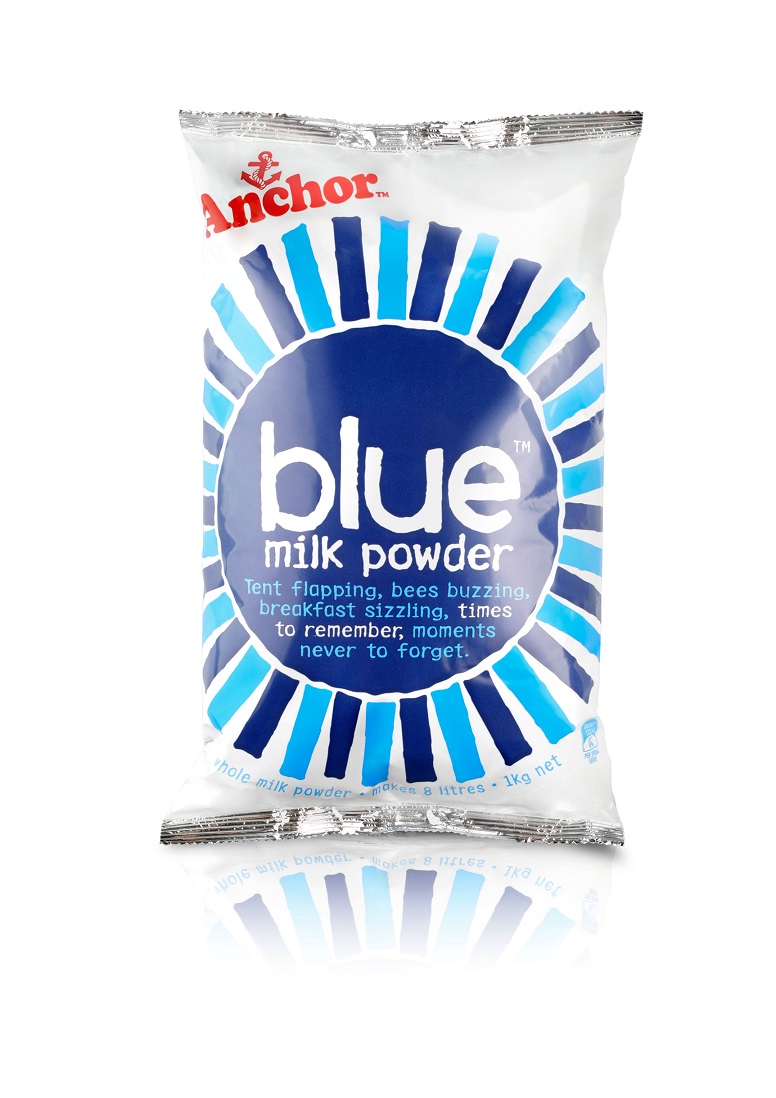 Anchor™
blue™
milk powder
Tent flapping, bees buzzing,
breakfast sizzling, times
to remember, moments
never to forget.
whole milk powder • makes 8 litres • 1kg net